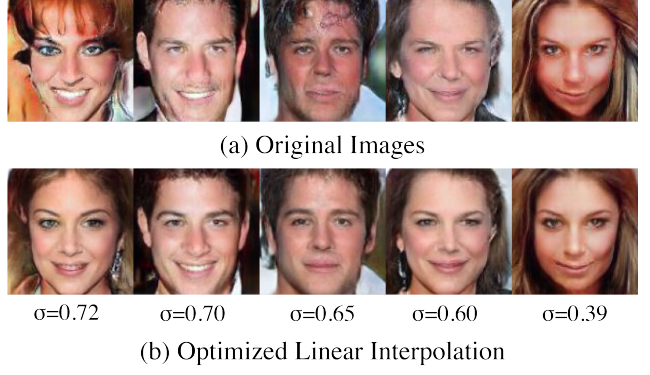 (a) Original Images
σ=0.72 σ=0.70 σ=0.65 σ=0.60 σ=0.39
(b) Optimized Linear Interpolation